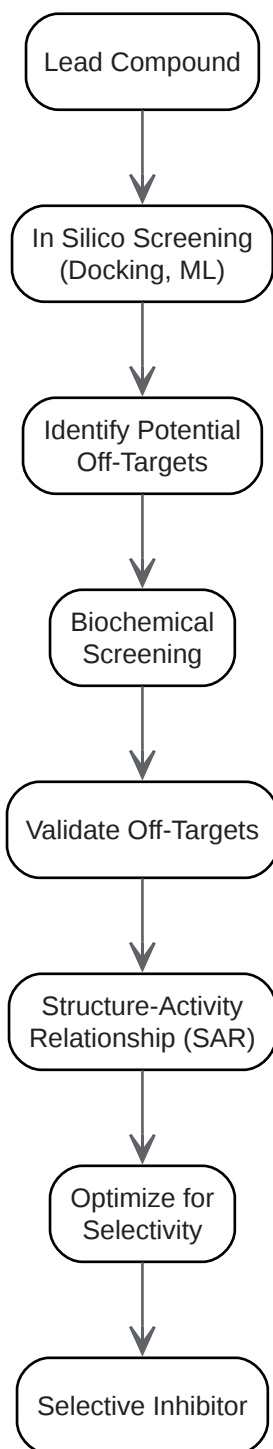 Lead Compound
In Silico Screening
(Docking, ML)
Identify Potential
Off-Targets
Biochemical
Screening
Validate Off-Targets
Structure-Activity
Relationship (SAR)
Optimize for
Selectivity
Selective Inhibitor